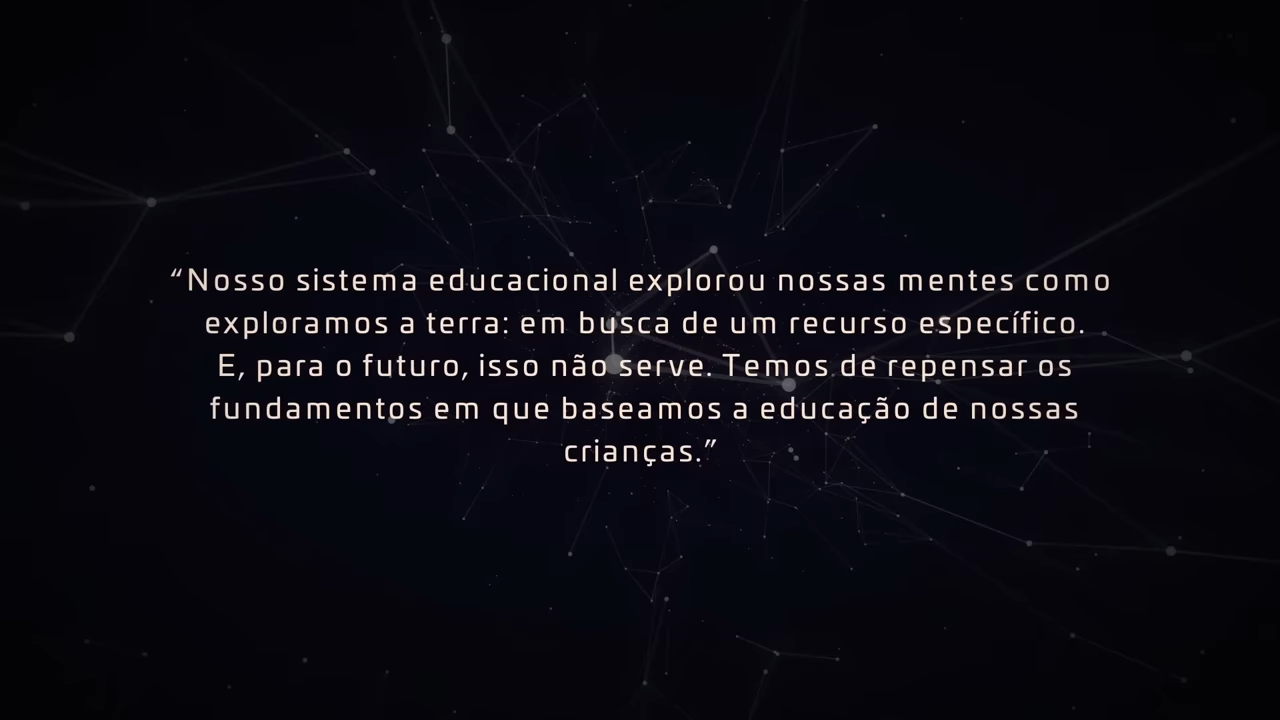 “Nosso sistema educacional explorou nossas mentes como
exploramos a terra: em busca de um recurso específico.
E, para o futuro, isso não serve. Temos de repensar os
fundamentos em que baseamos a educação de nossas
crianças.”